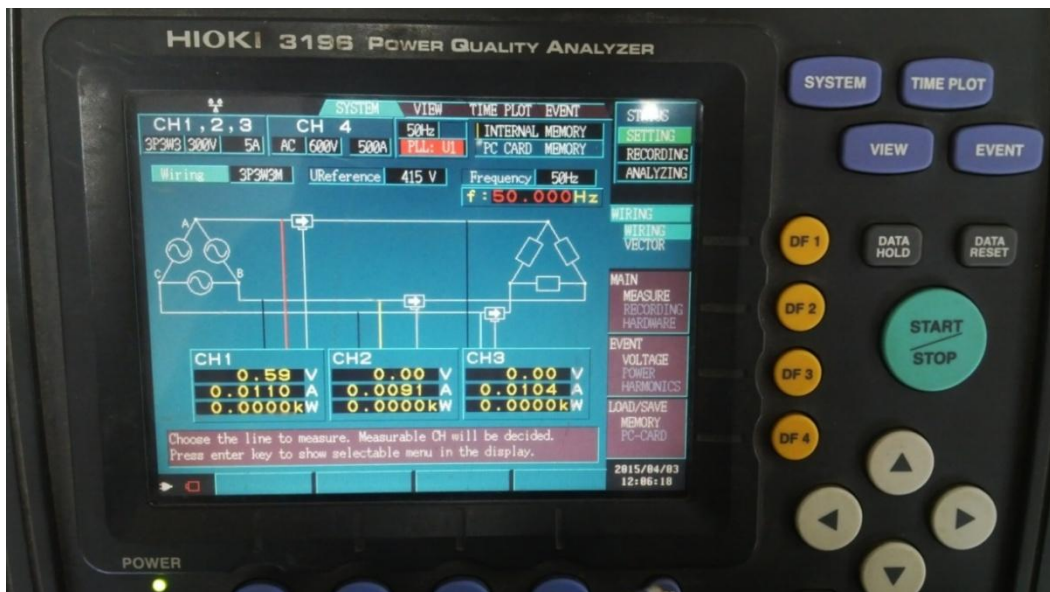 HIOKI 3196 POWER QUALITY ANALYZER
SYSTEM VIEW TIME PLOT EVENT
CH1,2,3 CH 4 50Hz INTERNAL MEMORY
3P3W3 300V 5A AC 600V 500A PLL: U1 PC CARD MEMORY
Wiring 3P3W3M UReference 415 V Frequency 50Hz
f:50.000Hz
A
C B
CH1 CH2 CH3
0.59 V 0.00 V 0.00 V
0.0110 A 0.0091 A 0.0104 A
0.0000kW 0.0000kW 0.0000kW
Choose the line to measure. Measurable CH will be decided.
Press enter key to show selectable menu in the display.
STATUS
SETTING
RECORDING
ANALYZING
WIRING
WIRING
VECTOR
MAIN
MEASURE
RECORDING
HARDWARE
EVENT
VOLTAGE
POWER
HARMONICS
LOAD/SAVE
MEMORY
PC-CARD
2015/04/03
12:06:18
SYSTEM TIME PLOT
VIEW EVENT
DF 1 DATA HOLD DATA RESET
DF 2
DF 3
DF 4
START
STOP
POWER